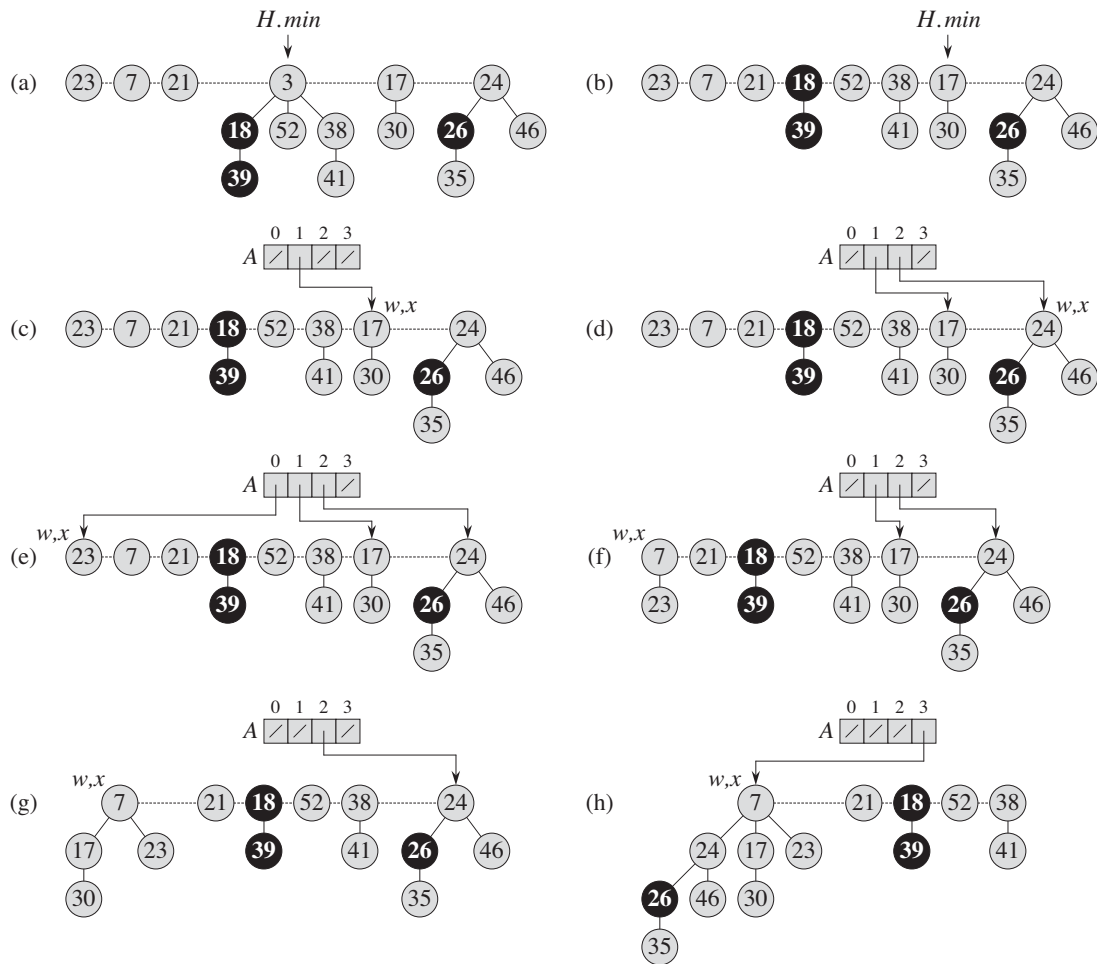 H.min H.min
(a) 23 7 21 3 17 24
18 52 38 30 26 46
39 41 35
(b) 23 7 21 18 52 38 17 24
39 41 30 26 46
35
0 1 2 3
A
w,x
(c) 23 7 21 18 52 38 17 24
39 41 30 26 46
35
0 1 2 3
A
w,x
(d) 23 7 21 18 52 38 17 24
39 41 30 26 46
35
0 1 2 3
A
w,x
(e) 23 7 21 18 52 38 17 24
39 41 30 26 46
35
0 1 2 3
A
w,x
(f) 7 21 18 52 38 17 24
23 39 41 30 26 46
35
0 1 2 3
A
w,x
(g) 7 21 18 52 38 24
17 23 39 41 26 46
30 35
0 1 2 3
A
w,x
(h) 7 21 18 52 38
24 17 23 39 41
26 46 30
35